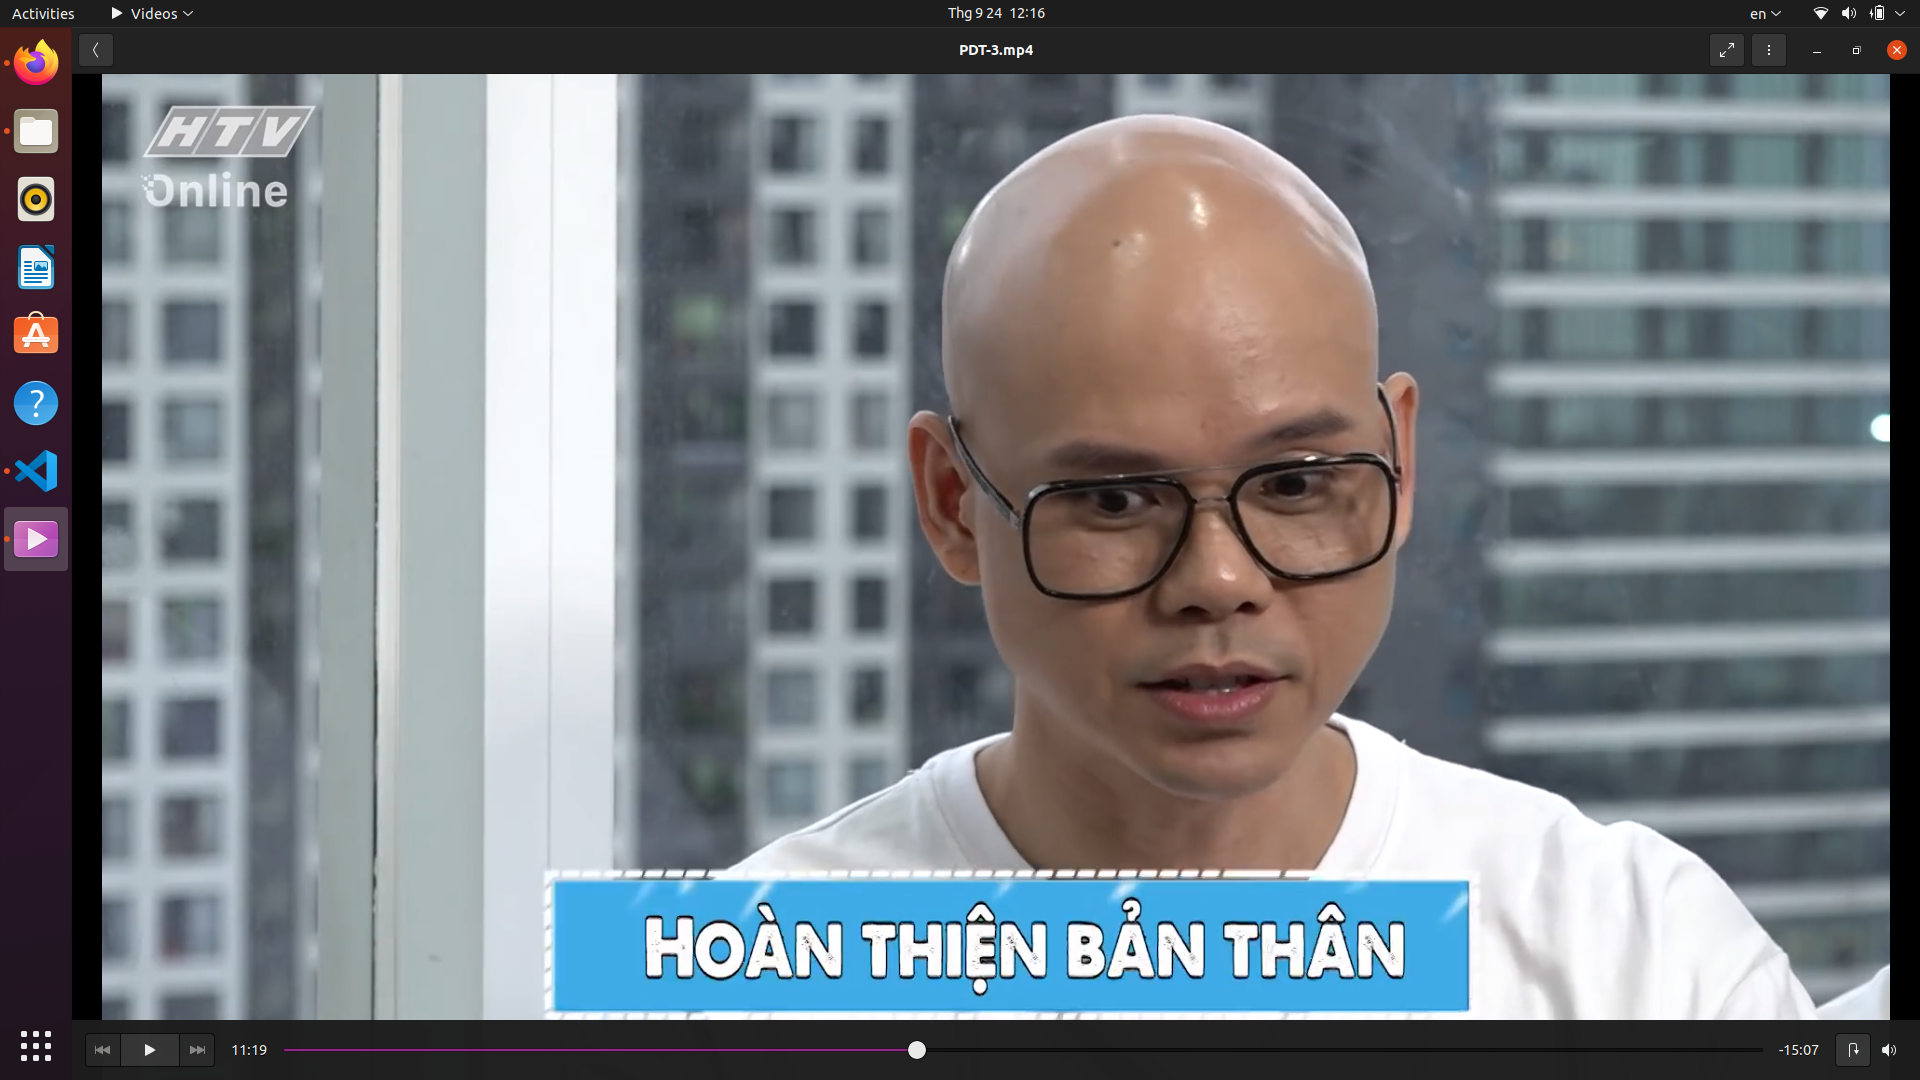 Activities
Videos
Thg 9 24 12:16
en
PDT-3.mp4
HTV
Online
HOÀN THIỆN BẢN THÂN
11:19
-15:07